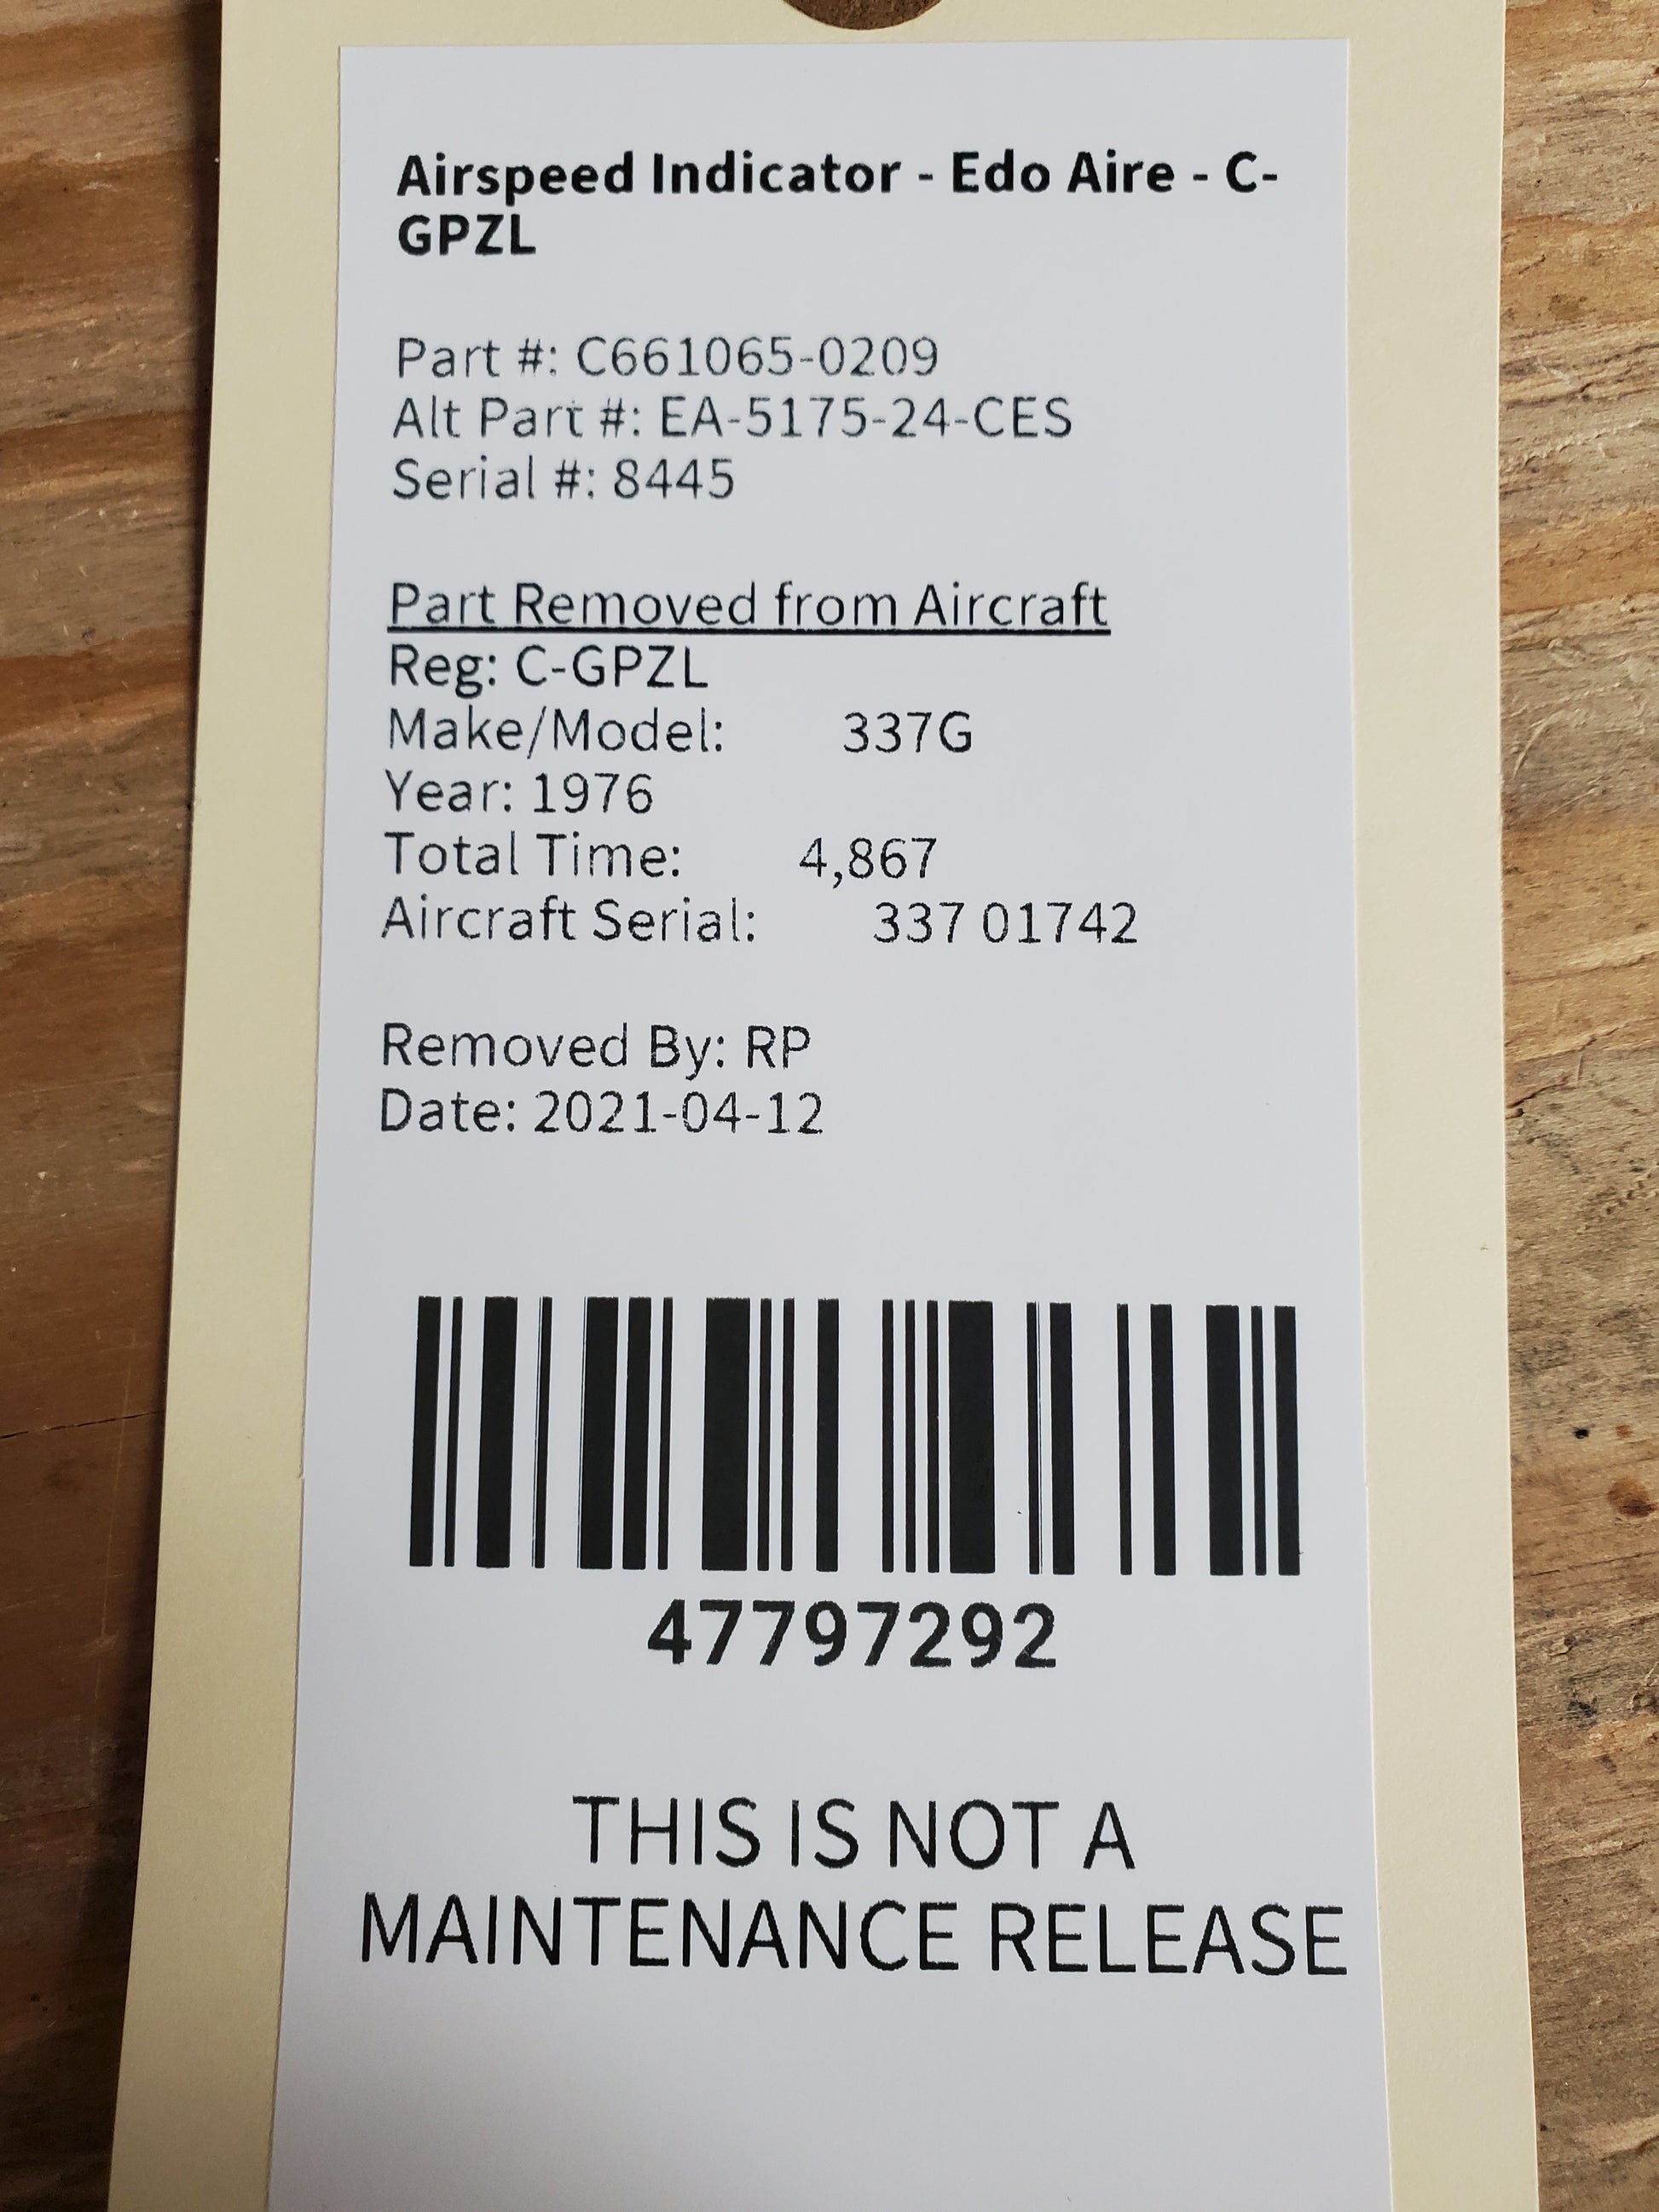 Airspeed Indicator - Edo Aire - C-
GPZL
Part #: C661065-0209
Alt Part #: EA-5175-24-CES
Serial #: 8445
Part Removed from Aircraft
Reg: C-GPZL
Make/Model: 337G
Year: 1976
Total Time: 4,867
Aircraft Serial: 337 01742
Removed By: RP
Date: 2021-04-12
47797292
THIS IS NOT A
MAINTENANCE RELEASE